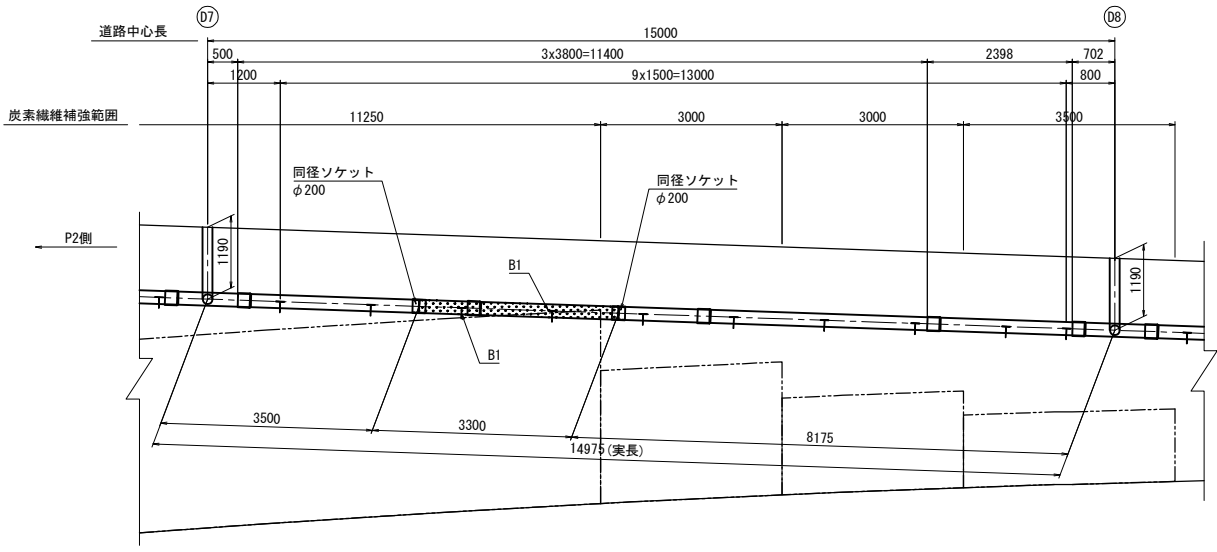 D7
D8
道路中心長
15000
500
3x3800=11400
2398
702
1200
9x1500=13000
800
炭素繊維補強範囲
11250
3000
3000
3500
同径ソケット
φ200
同径ソケット
φ200
P2側
1190
B1
1190
B1
3500
3300
8175
14975(実長)